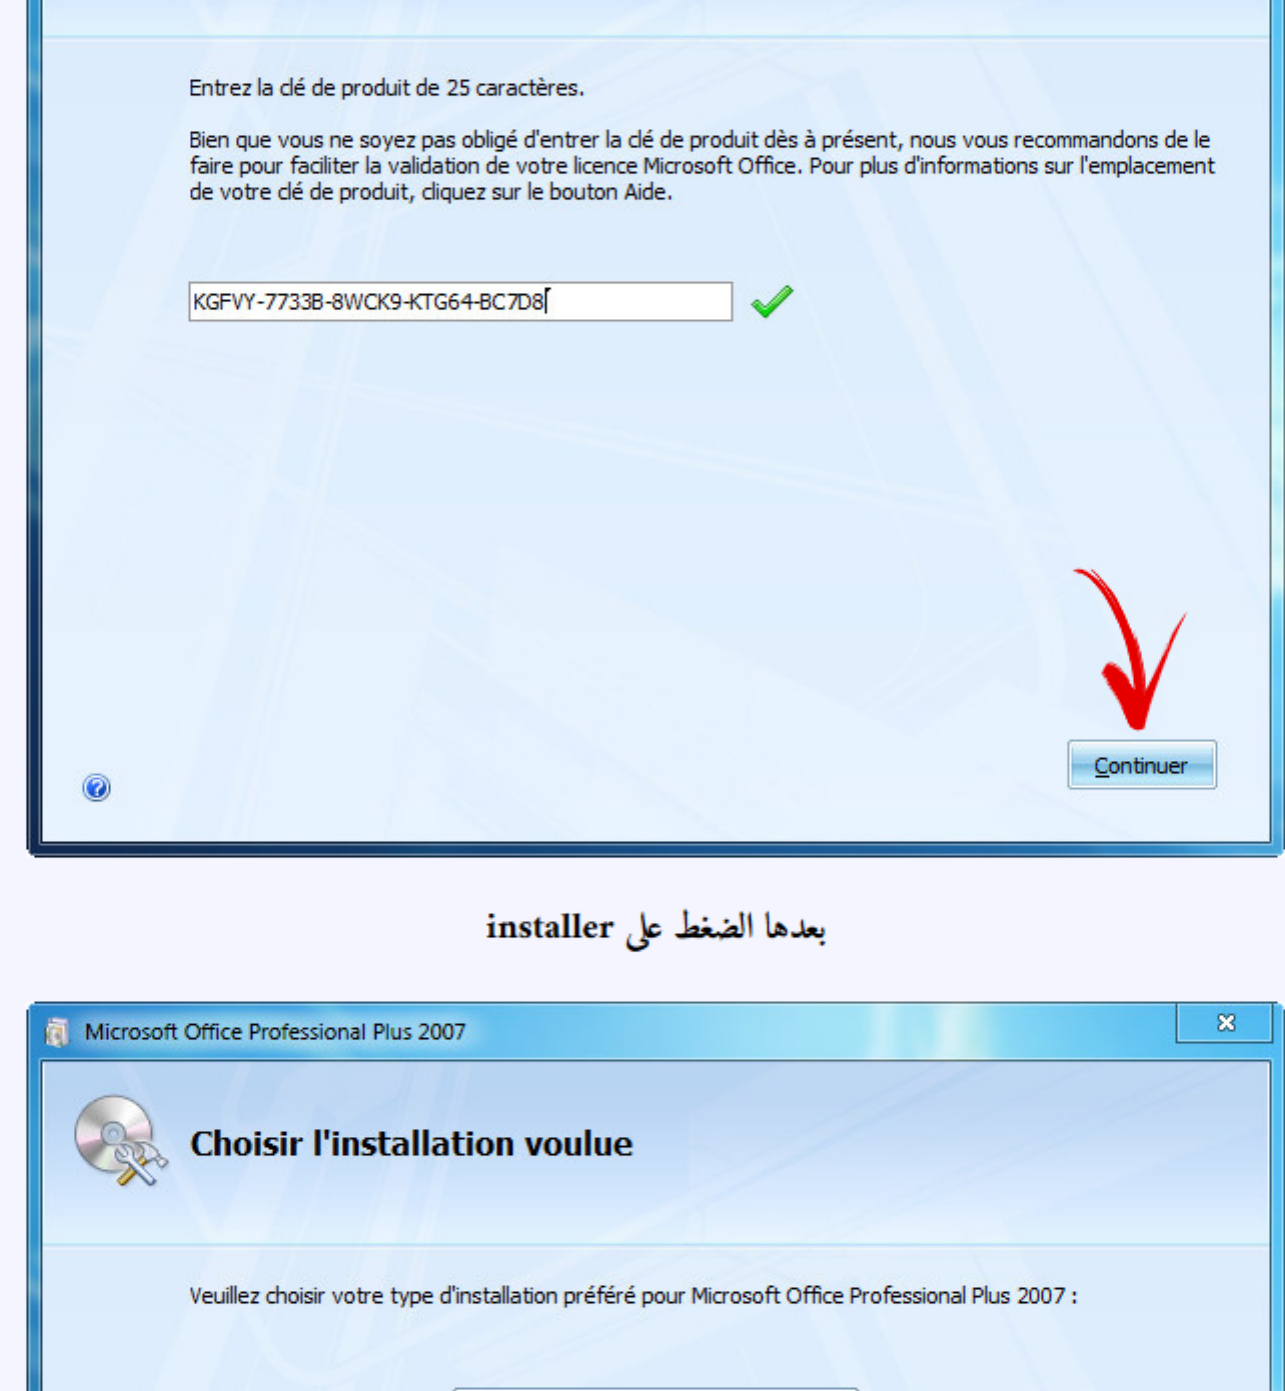 Entrez la clé de produit de 25 caractères.
Bien que vous ne soyez pas obligé d'entrer la clé de produit dès à présent, nous vous recommandons de le
faire pour faciliter la validation de votre licence Microsoft Office. Pour plus d'informations sur l'emplacement
de votre clé de produit, cliquez sur le bouton Aide.
KGFVY-7733B-8WCK9-KTG64-BC7D8
Continuer
بعدها الضغط على installer
Microsoft Office Professional Plus 2007
Choisir l'installation voulue
Veuillez choisir votre type d'installation préféré pour Microsoft Office Professional Plus 2007 :